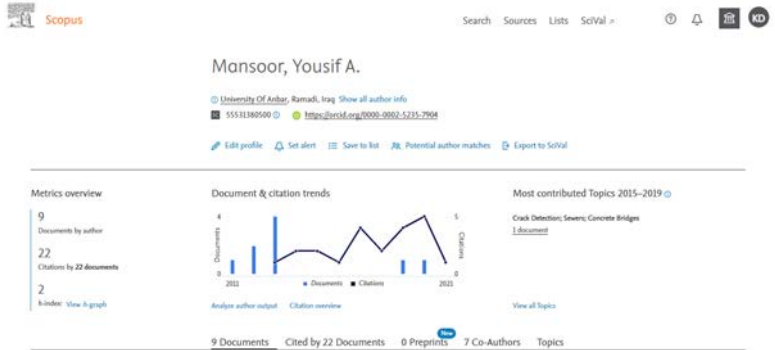 Scopus
Search Sources Lists SciVal ↗
KD
Mansoor, Yousif A.
University Of Anbar, Ramadi, Iraq Show all author info
55531380500 https://orcid.org/0000-0002-5235-7904
Edit profile Set alert Save to list Potential author matches Export to SciVal
Metrics overview
9
Documents by author
22
Citations by 22 documents
2
h-index: View h-graph
Document & citation trends
4
0
Documents
5
0
Citations
2011 2021
Documents Citations
Analyze author output Citation overview
Most contributed Topics 2015–2019
Crack Detection; Sewers; Concrete Bridges
1 document
View all Topics
New
9 Documents Cited by 22 Documents 0 Preprints 7 Co-Authors Topics